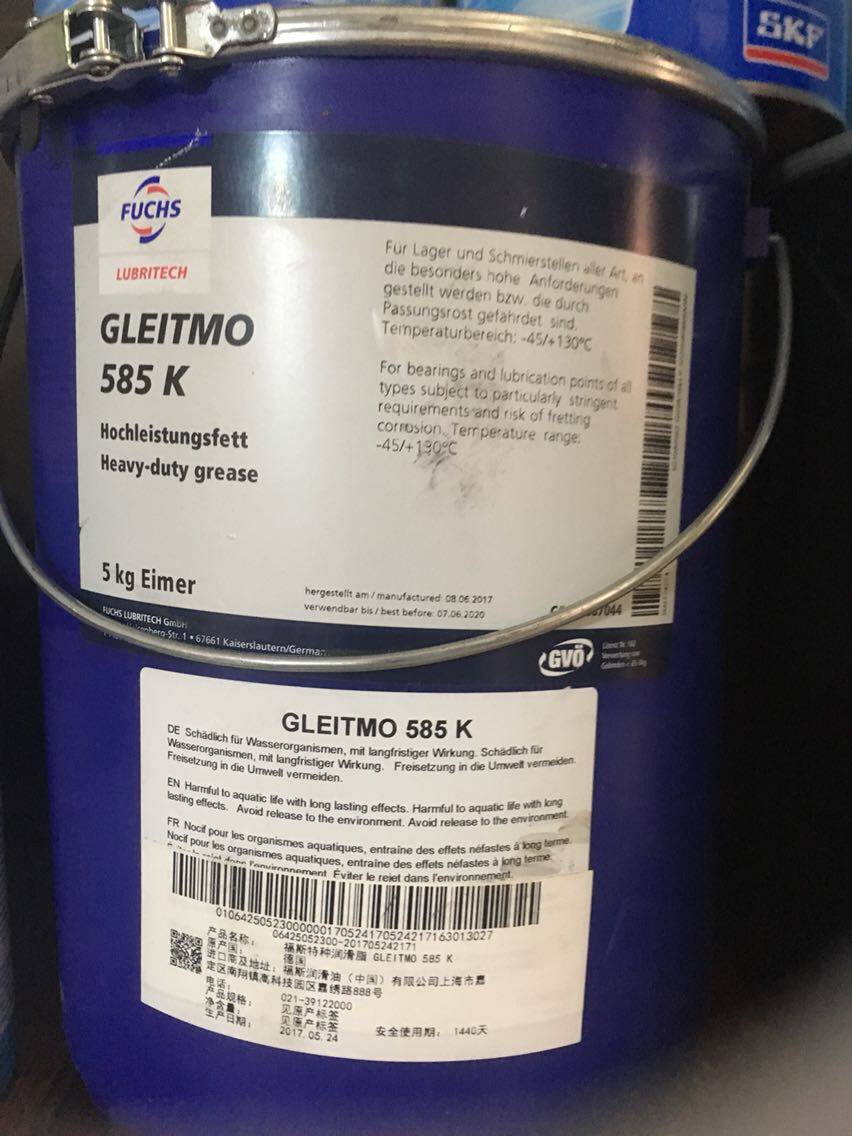 SKF
FUCHS
LUBRITECH
GLEITMO
585 K
Hochleistungsfett
Heavy-duty grease
5 kg Eimer
Für Lager und Schmierstellen aller Art, an
die besonders hohe Anforderungen
gestellt werden bzw. die durch
Passungsrost gefährdet sind.
Temperaturbereich: -45/+130°C
For bearings and lubrication points of all
types subject to particularly stringent
requirements and risk of fretting
corrosion. Temperature range:
-45/+130°C
hergestellt am / manufactured: 08.06.2017
verwendbar bis / best before: 07.06.2020
FUCHS LUBRITECH GmbH
-Str. 1 • 67661 Kaiserslautern/Germa
GVÖ
GLEITMO 585 K
DE Schädlich für Wasserorganismen, mit langfristiger Wirkung. Schädlich für
Wasserorganismen, mit langfristiger Wirkung. Freisetzung in die Umwelt vermeiden.
Freisetzung in die Umwelt vermeiden.
EN Harmful to aquatic life with long lasting effects. Harmful to aquatic life with long
lasting effects. Avoid release to the environment. Avoid release to the environment.
FR Nocif pour les organismes aquatiques, entraîne des effets néfastes à long terme.
Nocif pour les organismes aquatiques, entraîne des effets néfastes à long terme.
l'environnement. Éviter le rejet dans l'environnement.
01064250523000000170524170524217163013027
06425052300-201705242171
产品名称: 福斯特种润滑脂 GLEITMO 585 K
原产国: 德国
进口商及地址: 福斯润滑油(中国)有限公司上海市嘉
定区南翔镇高科技园区嘉绣路888号
电话: 021-39122000
产品规格: 见原产标签
净含量: 见原产标签
生产日期: 2017.05.24
安全使用期: 1440天